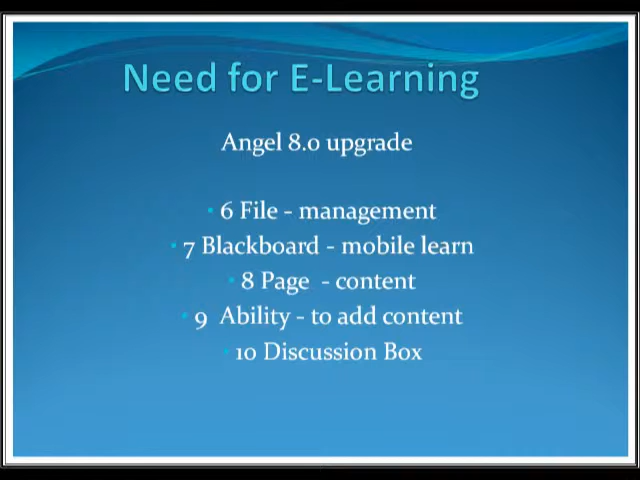 Need for E-Learning
Angel 8.0 upgrade
• 6 File - management
• 7 Blackboard - mobile learn
• 8 Page - content
• 9 Ability - to add content
• 10 Discussion Box